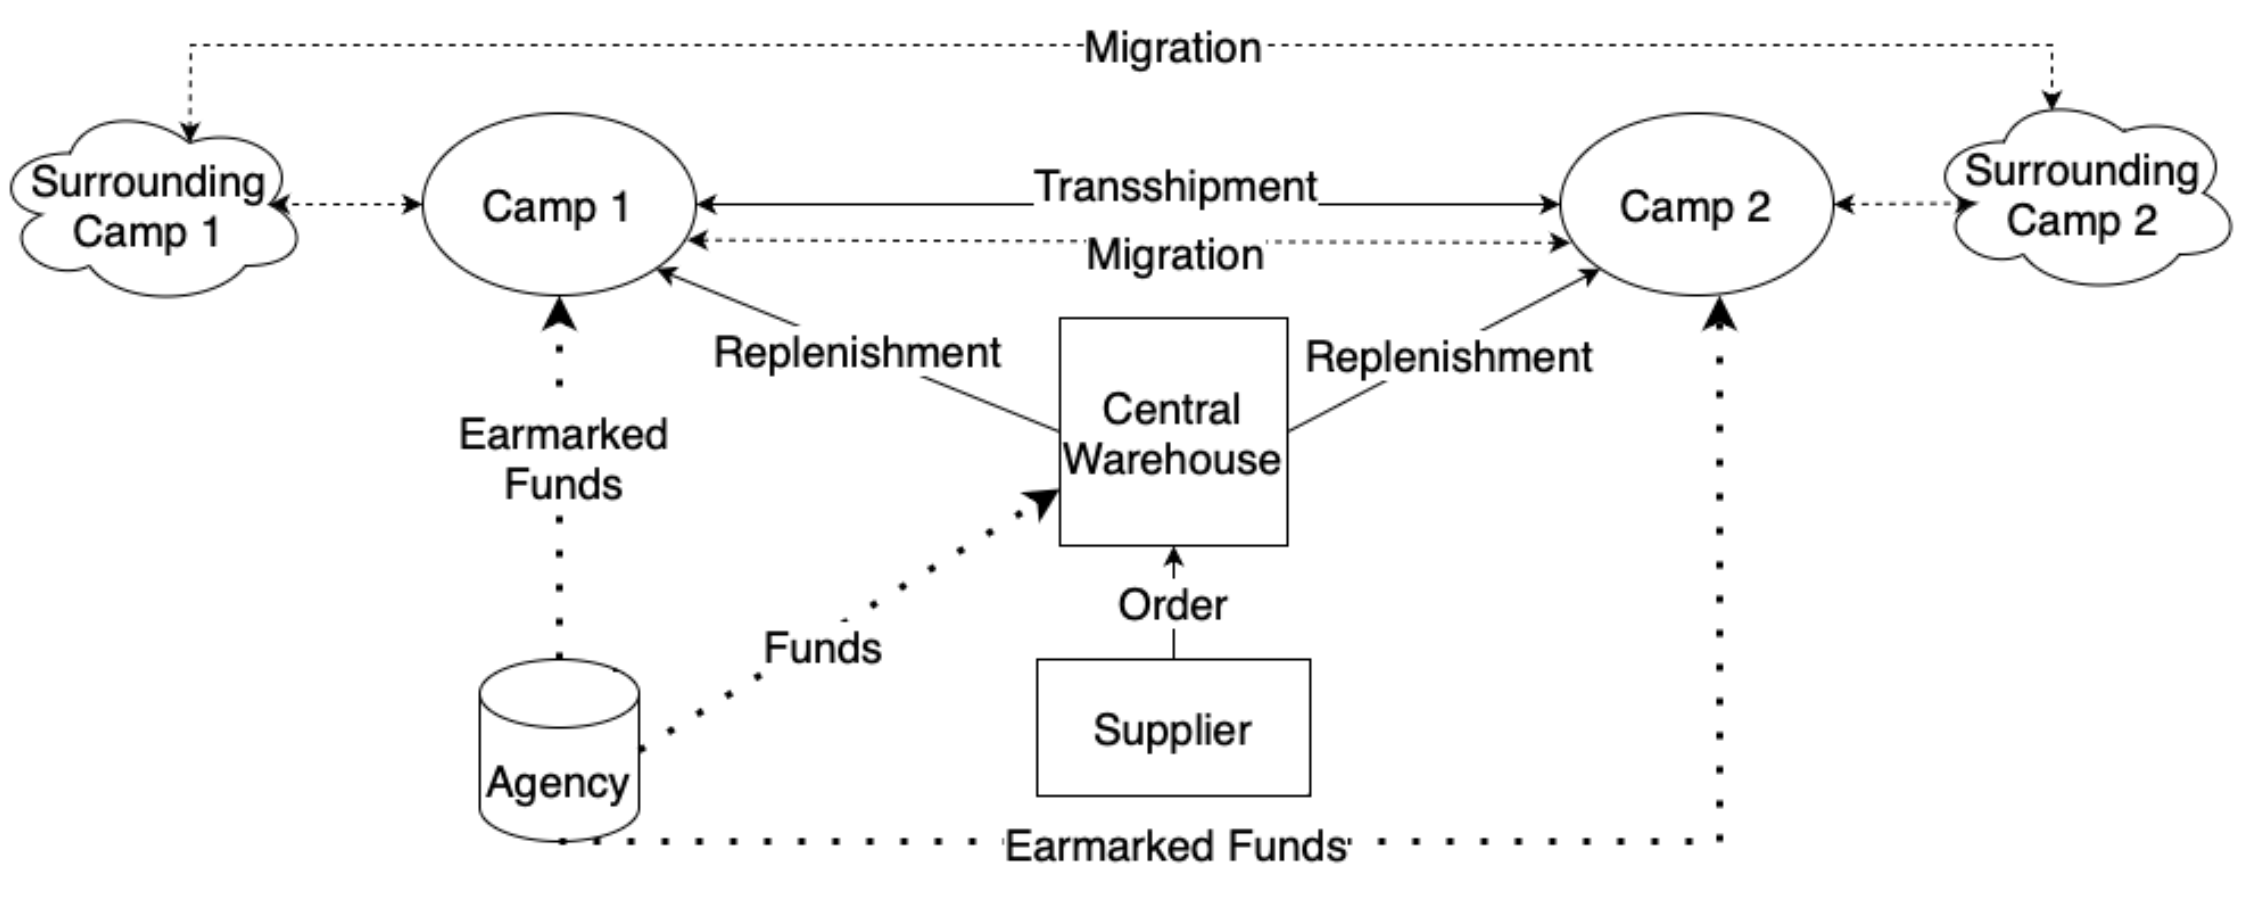 Migration
Surrounding
Camp 1
Camp 1
Transshipment
Migration
Camp 2
Surrounding
Camp 2
Replenishment
Replenishment
Central
Warehouse
Earmarked
Funds
Order
Funds
Supplier
Agency
Earmarked Funds